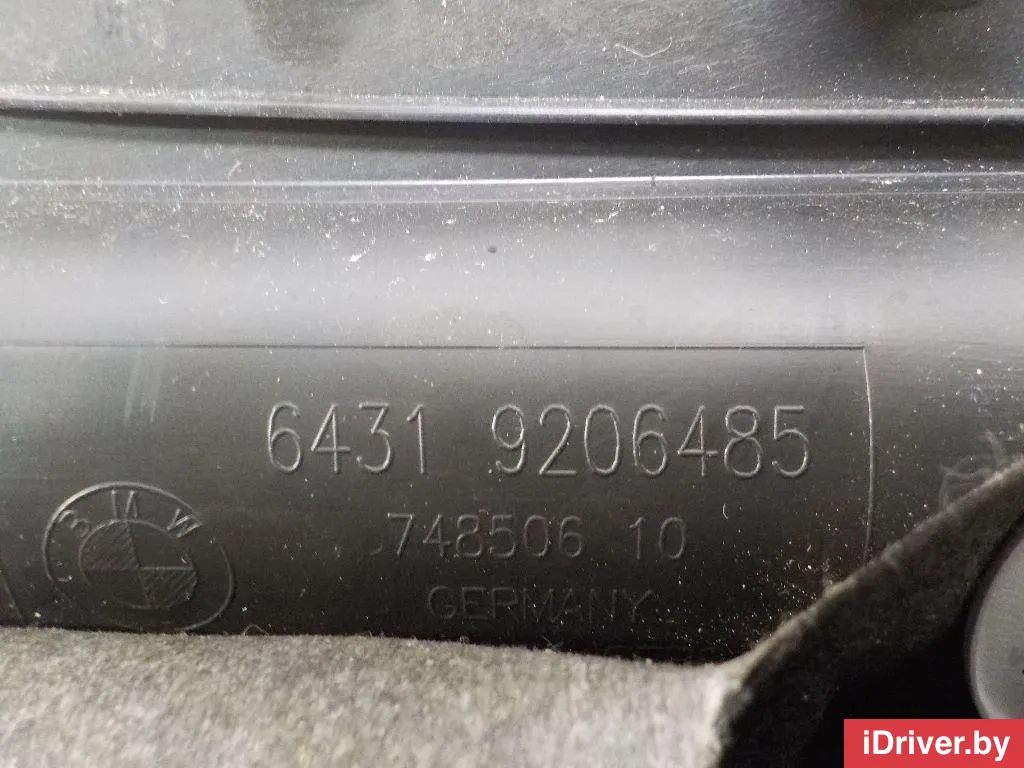 6431 9206485
748506 10
BMW
GERMANY
iDriver.by